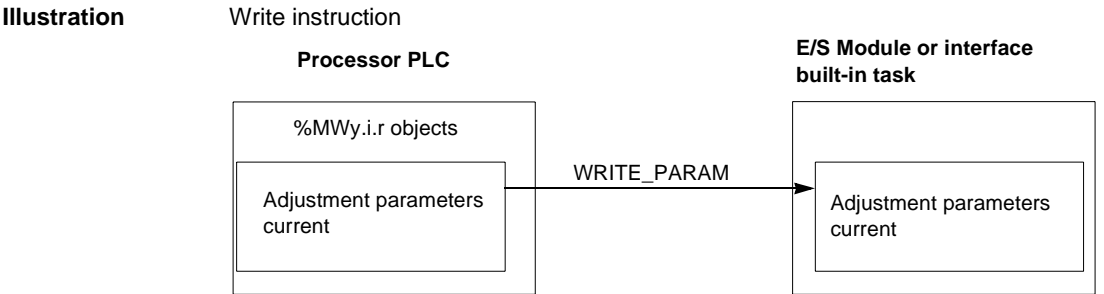 Illustration Write instruction
Processor PLC
E/S Module or interface
built-in task
%MWy.i.r objects
WRITE_PARAM
Adjustment parameters
current
Adjustment parameters
current